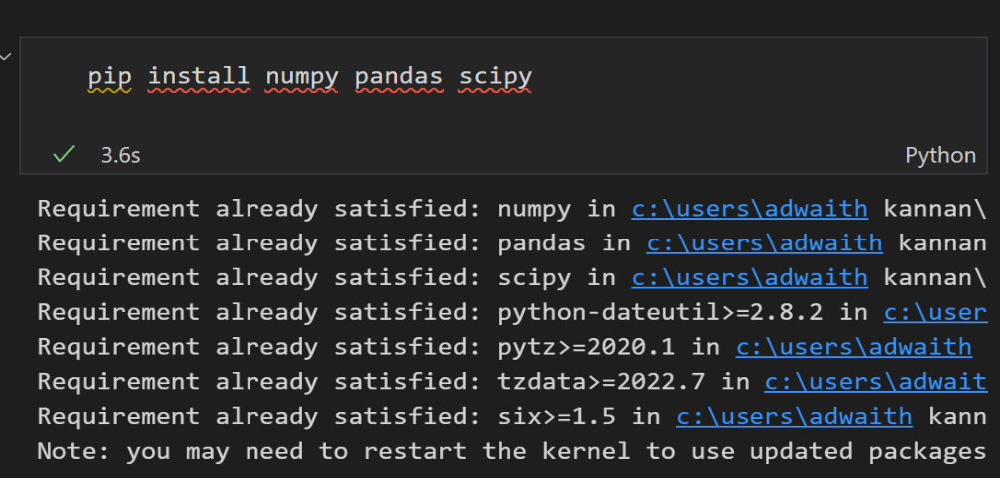 pip install numpy pandas scipy
3.6s
Python
Requirement already satisfied: numpy in c:\users\adwaith kannan\
Requirement already satisfied: pandas in c:\users\adwaith kannan
Requirement already satisfied: scipy in c:\users\adwaith kannan\
Requirement already satisfied: python-dateutil>=2.8.2 in c:\user
Requirement already satisfied: pytz>=2020.1 in c:\users\adwaith
Requirement already satisfied: tzdata>=2022.7 in c:\users\adwait
Requirement already satisfied: six>=1.5 in c:\users\adwaith kann
Note: you may need to restart the kernel to use updated packages